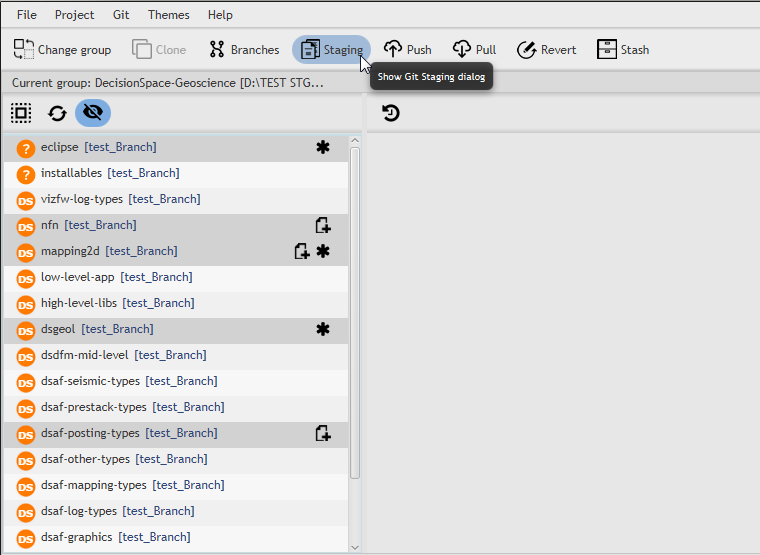 File Project Git Themes Help
Change group Clone Branches Staging Push Pull Revert Stash
Show Git Staging dialog
Current group: DecisionSpace-Geoscience [D:\TEST STG...
? eclipse [test_Branch]
? installables [test_Branch]
DS vizfw-log-types [test_Branch]
DS nfn [test_Branch]
DS mapping2d [test_Branch]
DS low-level-app [test_Branch]
DS high-level-libs [test_Branch]
DS dsgeol [test_Branch]
DS dsdfm-mid-level [test_Branch]
DS dsaf-seismic-types [test_Branch]
DS dsaf-prestack-types [test_Branch]
DS dsaf-posting-types [test_Branch]
DS dsaf-other-types [test_Branch]
DS dsaf-mapping-types [test_Branch]
DS dsaf-log-types [test_Branch]
DS dsaf-graphics [test_Branch]